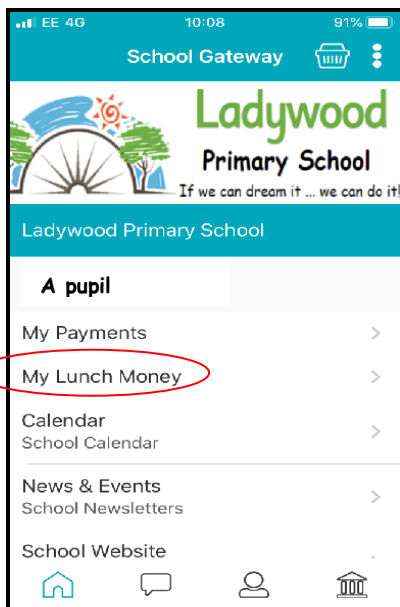 EE 4G 10:08 91%
School Gateway
Ladywood
Primary School
If we can dream it ... we can do it!
Ladywood Primary School
A pupil
My Payments
My Lunch Money
Calendar
School Calendar
News & Events
School Newsletters
School Website